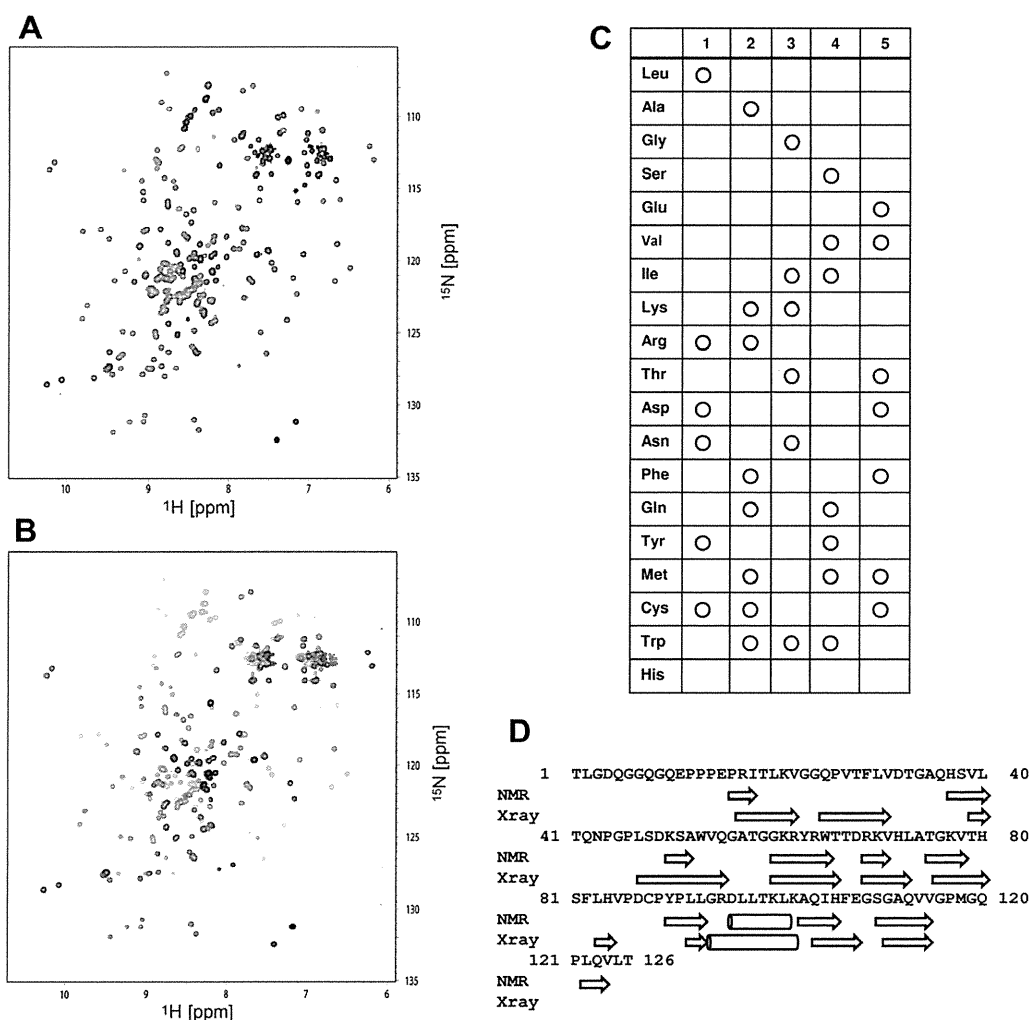 A
110
115
120
125
130
135
15N [ppm]
10 9 8 7 6
1H [ppm]
B
110
115
120
125
130
135
15N [ppm]
10 9 8 7 6
1H [ppm]
C
1 2 3 4 5
Leu
Ala
Gly
Ser
Glu
Val
Ile
Lys
Arg
Thr
Asp
Asn
Phe
Gln
Tyr
Met
Cys
Trp
His
D
1 TLGDQGGQGQEPPPEPRITLKVGGQPVTFLVDTGAQHSVL 40
NMR
Xray
41 TQNPGPLSDKSAWVQGATGGKRYRWTTDRKVHLATGKVTH 80
NMR
Xray
81 SFLHVPDCPYPLLGRDLLTKLKAQIHFEGSGAQVVGPMGQ 120
NMR
Xray
121 PLQVLT 126
NMR
Xray